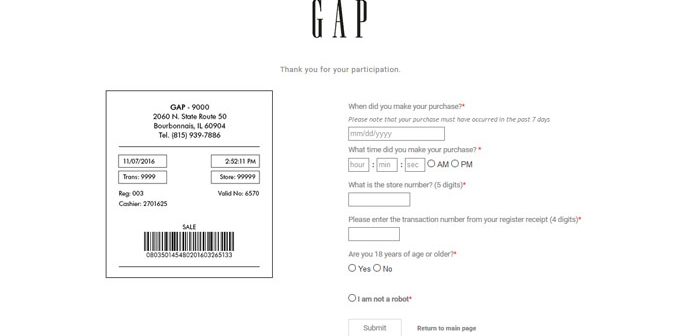 GAP
Thank you for your participation.
GAP - 9000
2060 N. State Route 50
Bourbonnais, IL 60904
Tel. (815) 939-7886
11/07/2016 2:52:11 PM
Trans: 9999 Store: 99999
Reg: 003 Valid No: 6570
Cashier: 2701625
SALE
0803501454802016032651​33
When did you make your purchase?*
Please note that your purchase must have occurred in the past 7 days
mm/dd/yyyy
What time did you make your purchase? *
hour : min : sec AM PM
What is the store number? (5 digits)*
Please enter the transaction number from your register receipt (4 digits)*
Are you 18 years of age or older?*
Yes No
I am not a robot*
Submit Return to main page